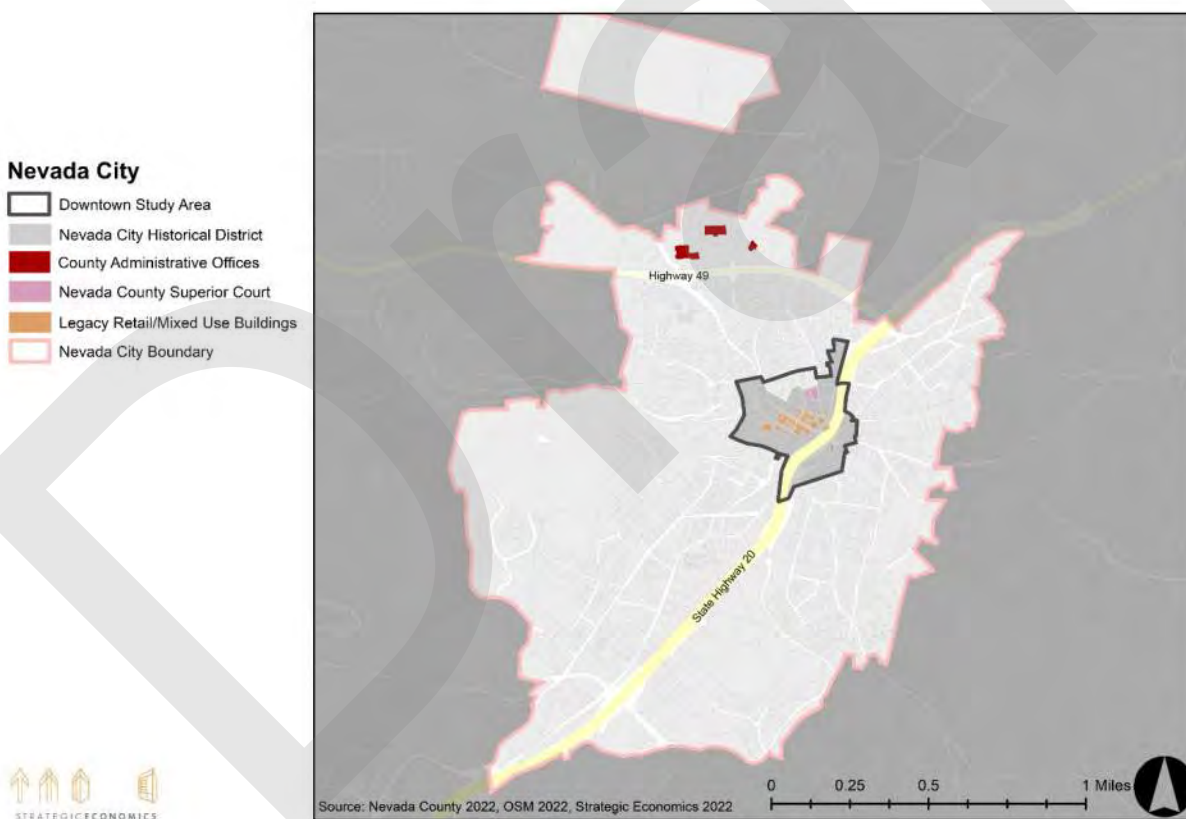 Nevada City
Downtown Study Area
Nevada City Historical District
County Administrative Offices
Nevada County Superior Court
Legacy Retail/Mixed Use Buildings
Nevada City Boundary
Highway 49
State Highway 20
0 0.25 0.5 1 Miles
Source: Nevada County 2022, OSM 2022, Strategic Economics 2022
STRATEGICECONOMICS
Draft